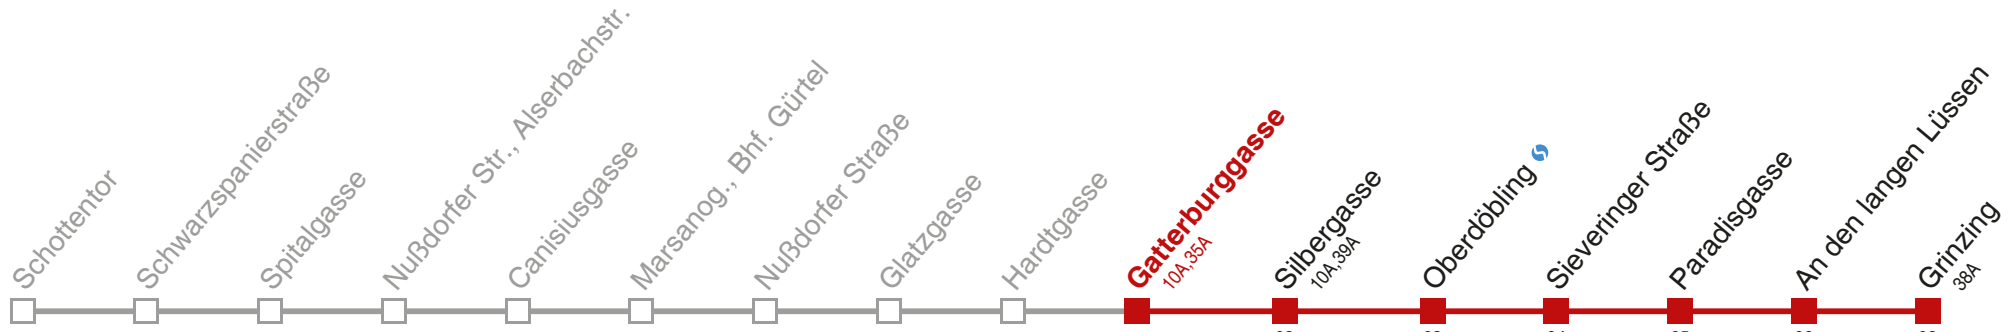 Schottentor
Schwarzspanierstraße
Spitalgasse
Nußdorfer Str., Alserbachstr.
Canisiusgasse
Marsanog., Bhf. Gürtel
Nußdorfer Straße
Glatzgasse
Hardtgasse
Gatterburggasse
10A,35A
Silbergasse
10A,39A
Oberdöbling
Sieveringer Straße
Paradisgasse
An den langen Lüssen
Grinzing
38A